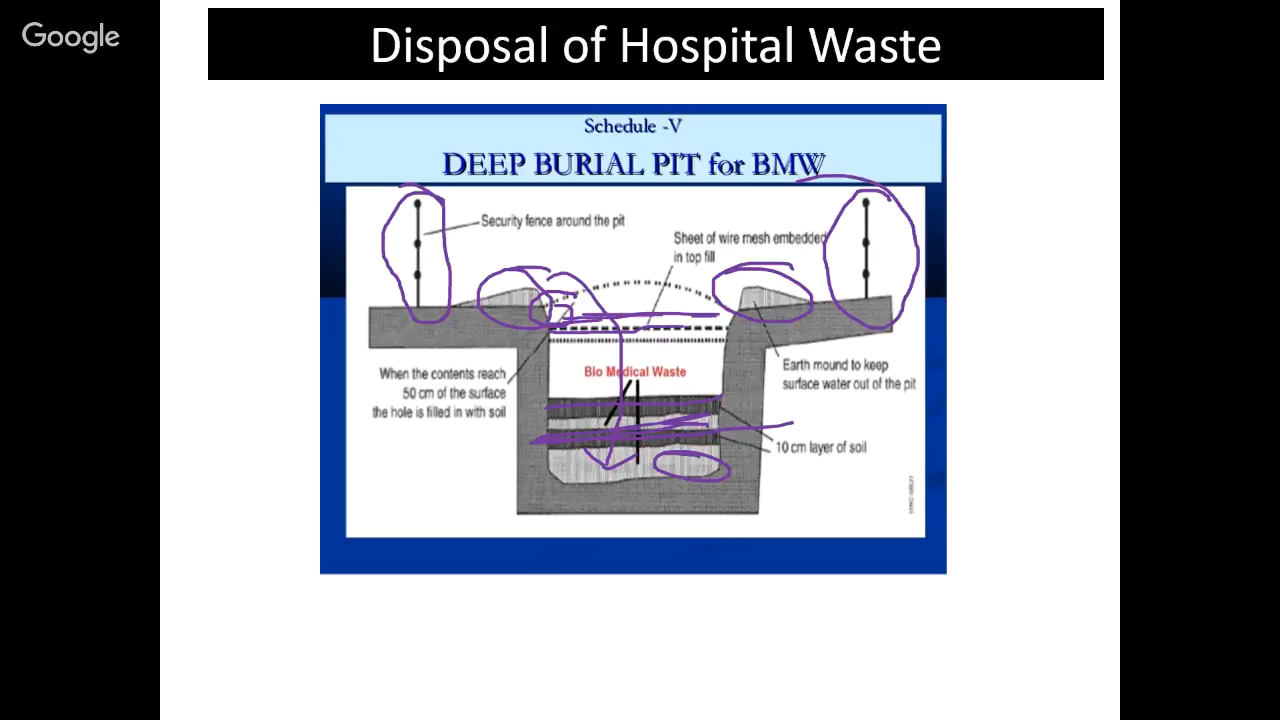 Google
Disposal of Hospital Waste
Schedule -V
DEEP BURIAL PIT for BMW
Security fence around the pit
Sheet of wire mesh embedded
in top fill
When the contents reach
50 cm of the surface
the hole is filled in with soil
Bio Medical Waste
Earth mound to keep
surface water out of the pit
10 cm layer of soil